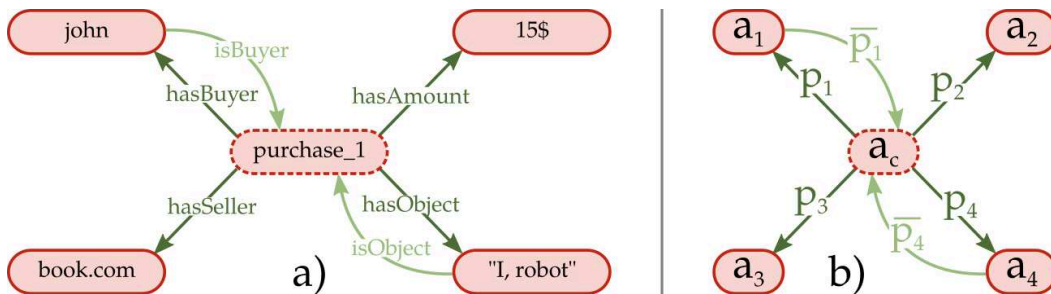 john
isBuyer
15$
hasBuyer
hasAmount
purchase_1
hasSeller
hasObject
isObject
book.com
a)
"I, robot"
a₁
p̅₁
a₂
p₁
p₂
a_c
p₃
p₄
p̅₄
a₃
b)
a₄